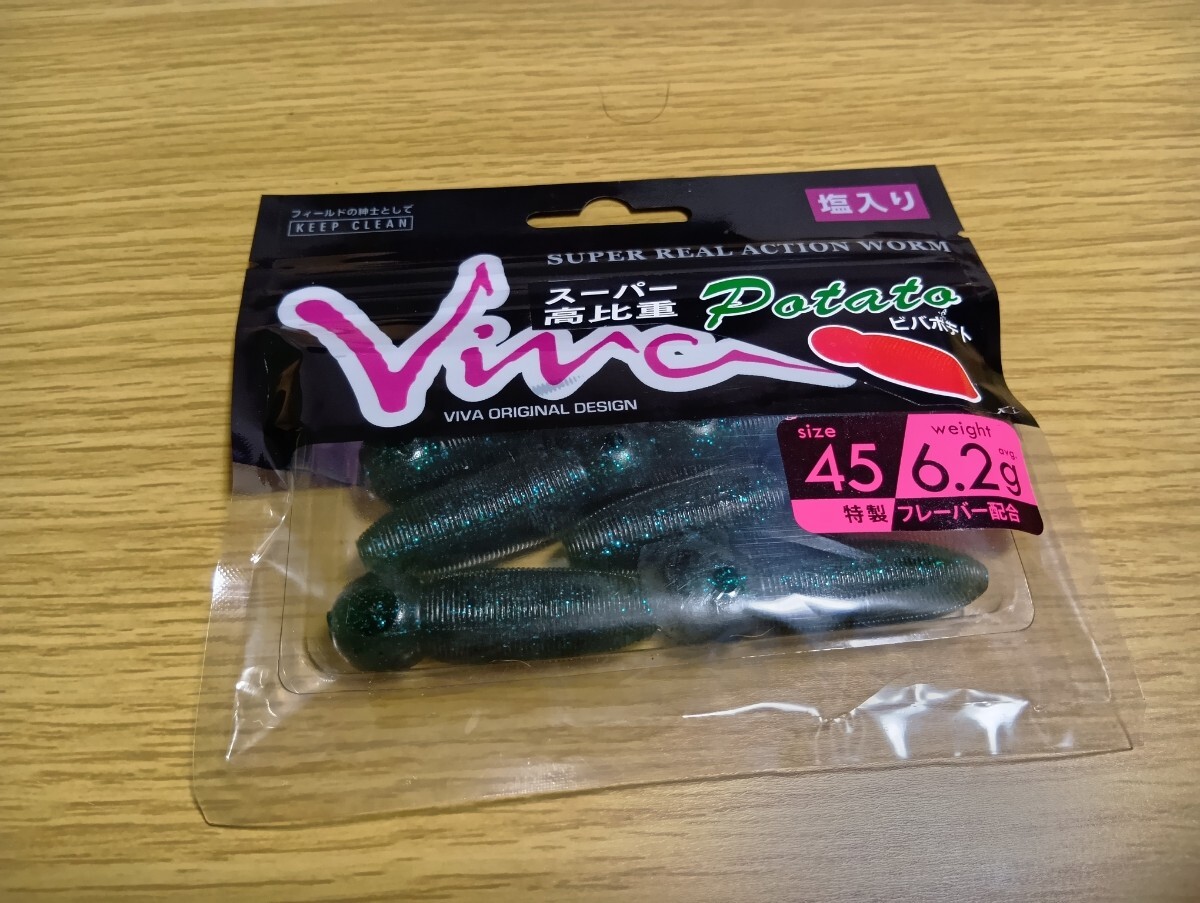 フィールドの紳士として
KEEP CLEAN
塩入り
SUPER REAL ACTION WORM
Viva
スーパー
高比重
Potato
ビバポテト
VIVA ORIGINAL DESIGN
size
45
weight
avg.
6.2g
特製
フレーバー配合